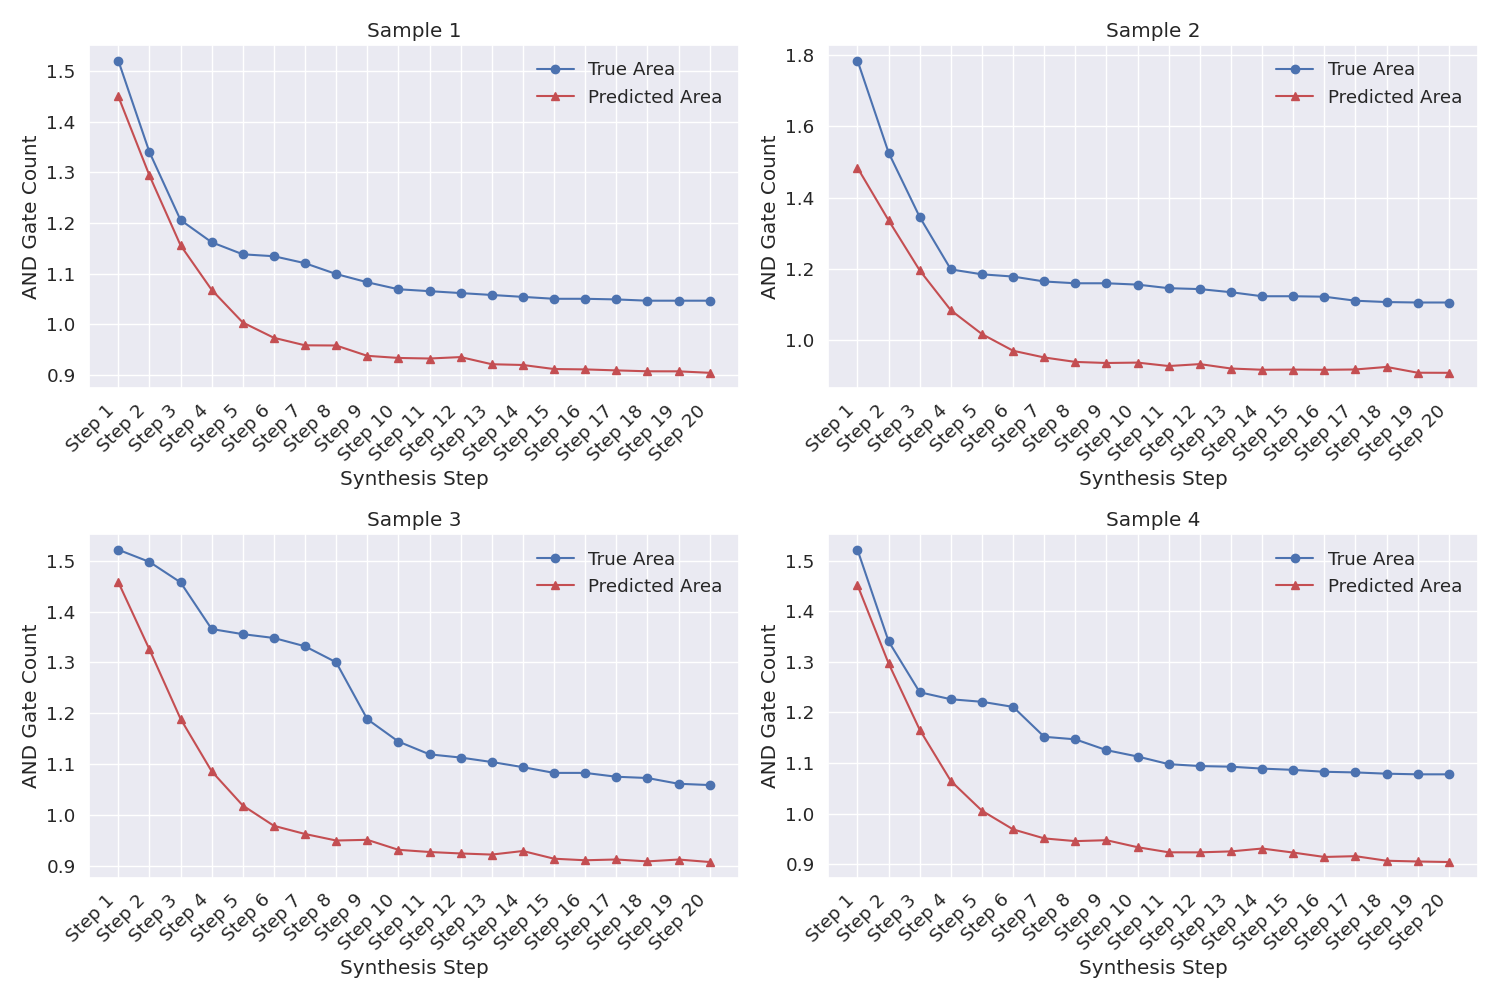 Sample 1
AND Gate Count
1.5
1.4
1.3
1.2
1.1
1.0
0.9
True Area
Predicted Area
Step 1
Step 2
Step 3
Step 4
Step 5
Step 6
Step 7
Step 8
Step 9
Step 10
Step 11
Step 12
Step 13
Step 14
Step 15
Step 16
Step 17
Step 18
Step 19
Step 20
Synthesis Step
Sample 2
AND Gate Count
1.8
1.6
1.4
1.2
1.0
True Area
Predicted Area
Step 1
Step 2
Step 3
Step 4
Step 5
Step 6
Step 7
Step 8
Step 9
Step 10
Step 11
Step 12
Step 13
Step 14
Step 15
Step 16
Step 17
Step 18
Step 19
Step 20
Synthesis Step
Sample 3
AND Gate Count
1.5
1.4
1.3
1.2
1.1
1.0
0.9
True Area
Predicted Area
Step 1
Step 2
Step 3
Step 4
Step 5
Step 6
Step 7
Step 8
Step 9
Step 10
Step 11
Step 12
Step 13
Step 14
Step 15
Step 16
Step 17
Step 18
Step 19
Step 20
Synthesis Step
Sample 4
AND Gate Count
1.5
1.4
1.3
1.2
1.1
1.0
0.9
True Area
Predicted Area
Step 1
Step 2
Step 3
Step 4
Step 5
Step 6
Step 7
Step 8
Step 9
Step 10
Step 11
Step 12
Step 13
Step 14
Step 15
Step 16
Step 17
Step 18
Step 19
Step 20
Synthesis Step